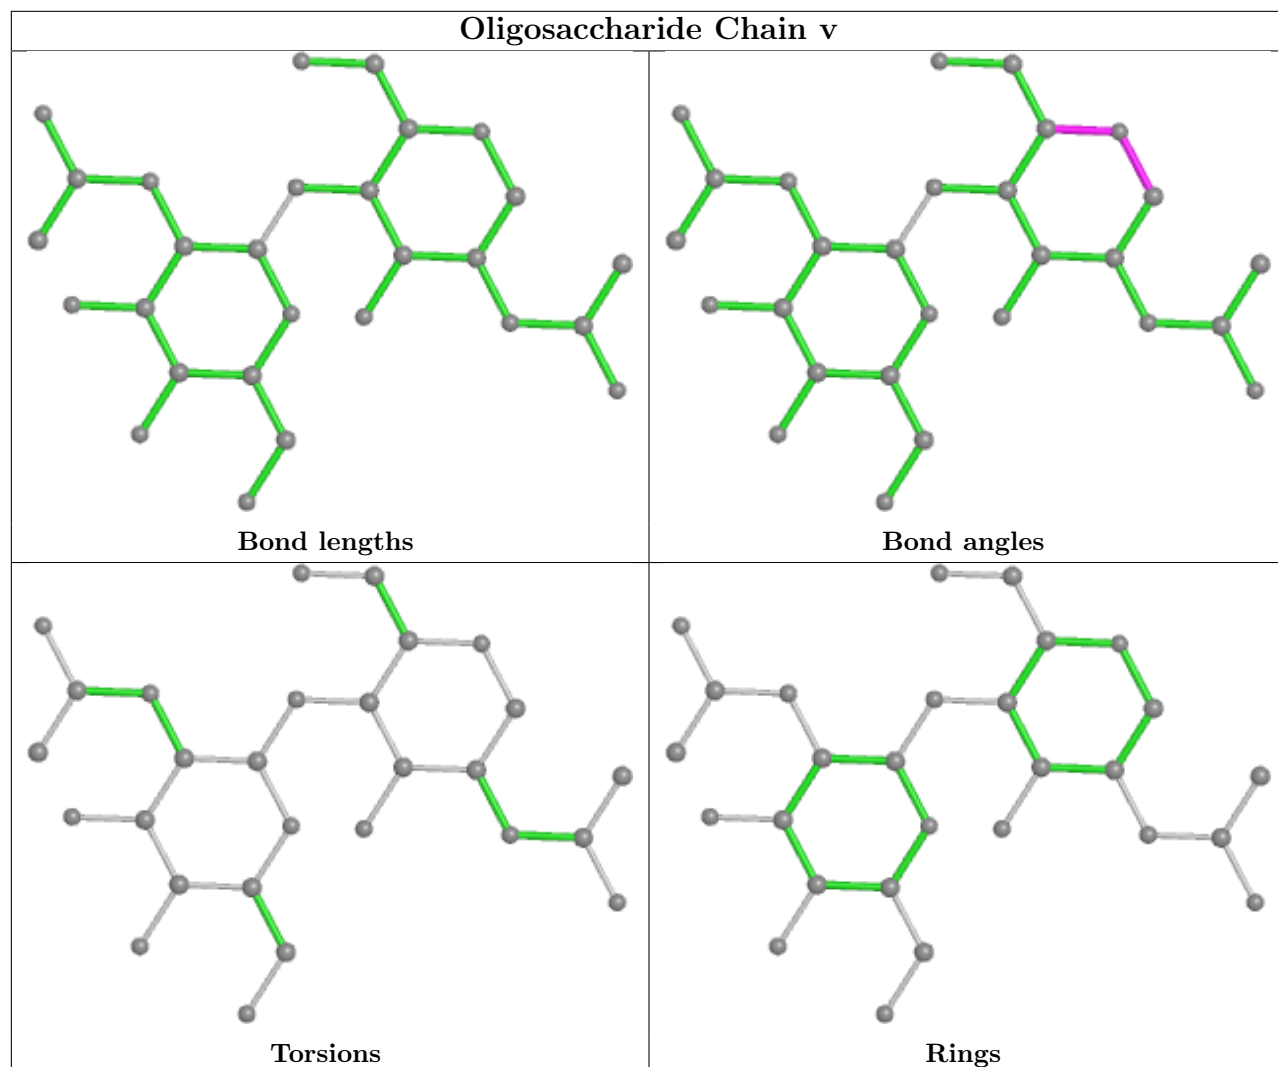 Oligosaccharide Chain v
Bond lengths
Bond angles
Torsions
Rings